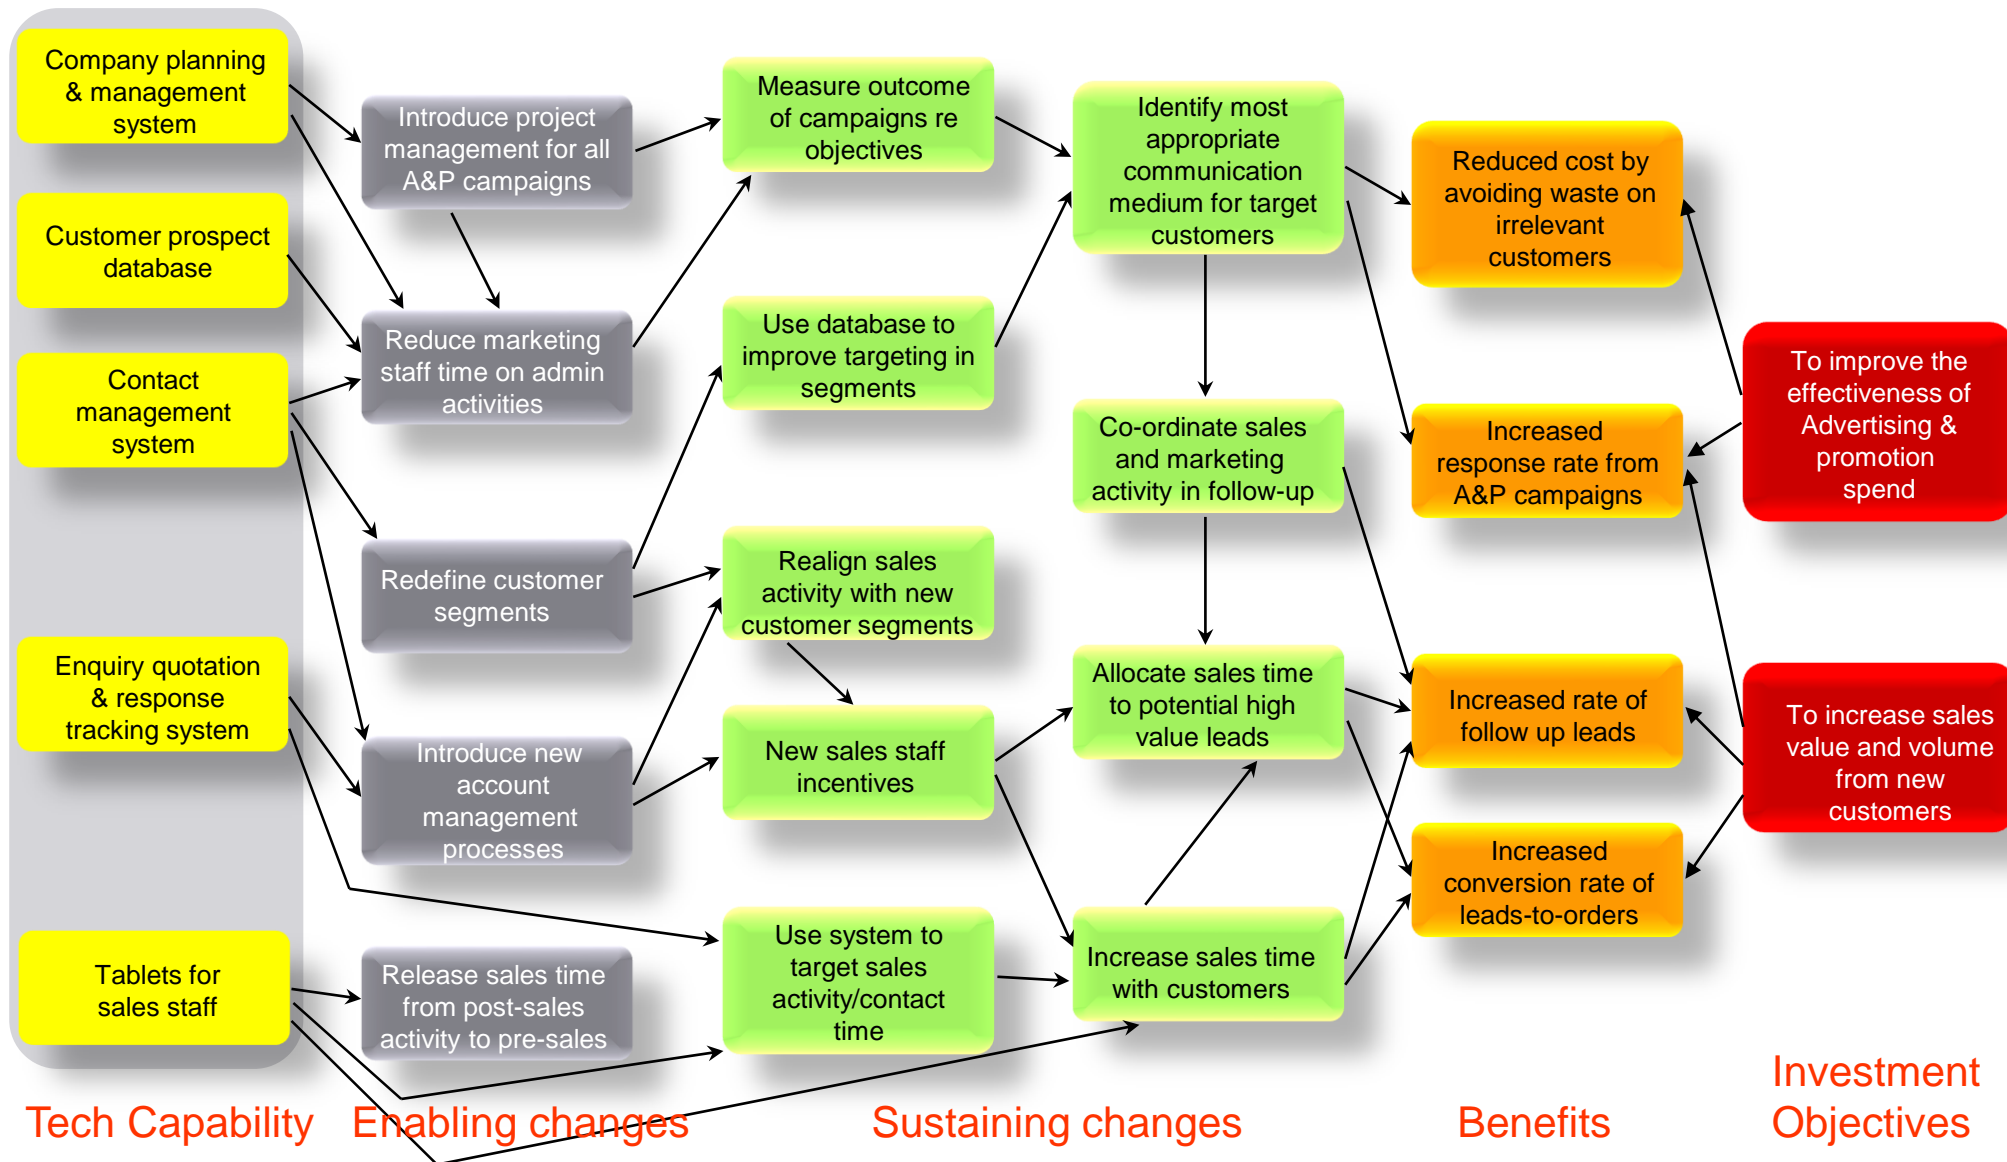 Company planning
& management
system
Customer prospect
database
Contact
management
system
Enquiry quotation
& response
tracking system
Tablets for
sales staff
Introduce project
management for all
A&P campaigns
Reduce marketing
staff time on admin
activities
Redefine customer
segments
Introduce new
account
management
processes
Release sales time
from post-sales
activity to pre-sales
Measure outcome
of campaigns re
objectives
Use database to
improve targeting in
segments
Realign sales
activity with new
customer segments
New sales staff
incentives
Use system to
target sales
activity/contact
time
Identify most
appropriate
communication
medium for target
customers
Co-ordinate sales
and marketing
activity in follow-up
Allocate sales time
to potential high
value leads
Increase sales time
with customers
Reduced cost by
avoiding waste on
irrelevant
customers
Increased
response rate from
A&P campaigns
Increased rate of
follow up leads
Increased
conversion rate of
leads-to-orders
To improve the
effectiveness of
Advertising &
promotion
spend
To increase sales
value and volume
from new
customers
Tech Capability
Enabling changes
Sustaining changes
Benefits
Investment
Objectives